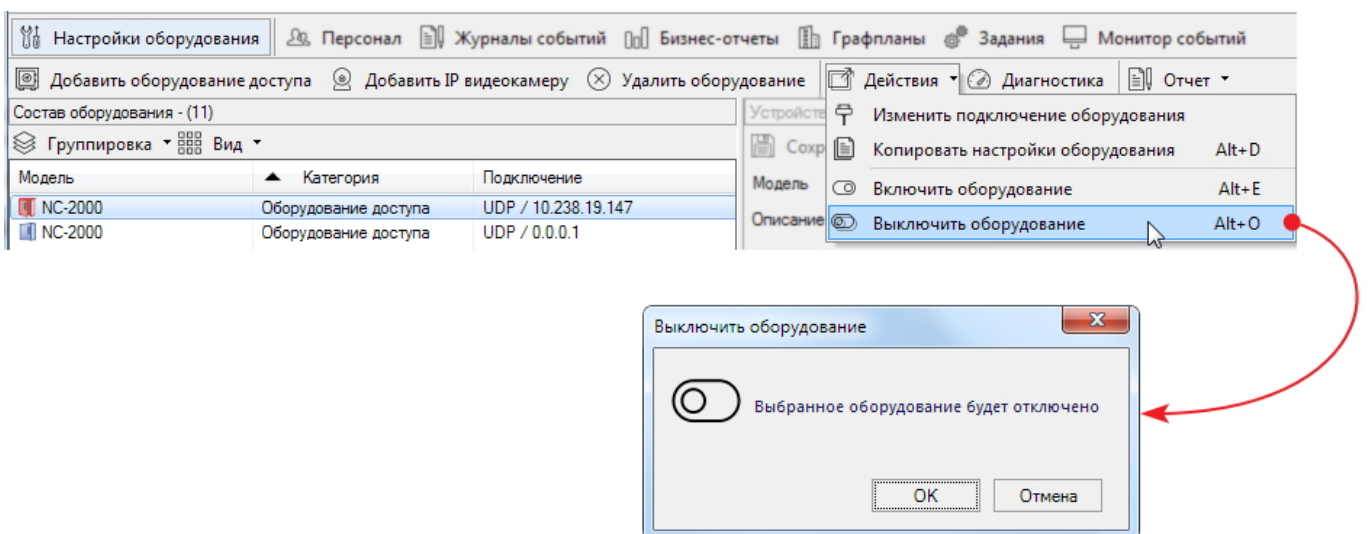 Настройки оборудования Персонал Журналы событий Бизнес-отчеты Графпланы Задания Монитор событий
Добавить оборудование доступа Добавить IP видеокамеру Удалить оборудование Действия Диагностика Отчет
Состав оборудования - (11)
Группировка Вид
Модель Категория Подключение
NC-2000 Оборудование доступа UDP / 10.238.19.147
NC-2000 Оборудование доступа UDP / 0.0.0.1
Устройств
Сохр
Модель
Описание
Изменить подключение оборудования
Копировать настройки оборудования Alt+D
Включить оборудование Alt+E
Выключить оборудование Alt+O
Выключить оборудование
Выбранное оборудование будет отключено
OK Отмена